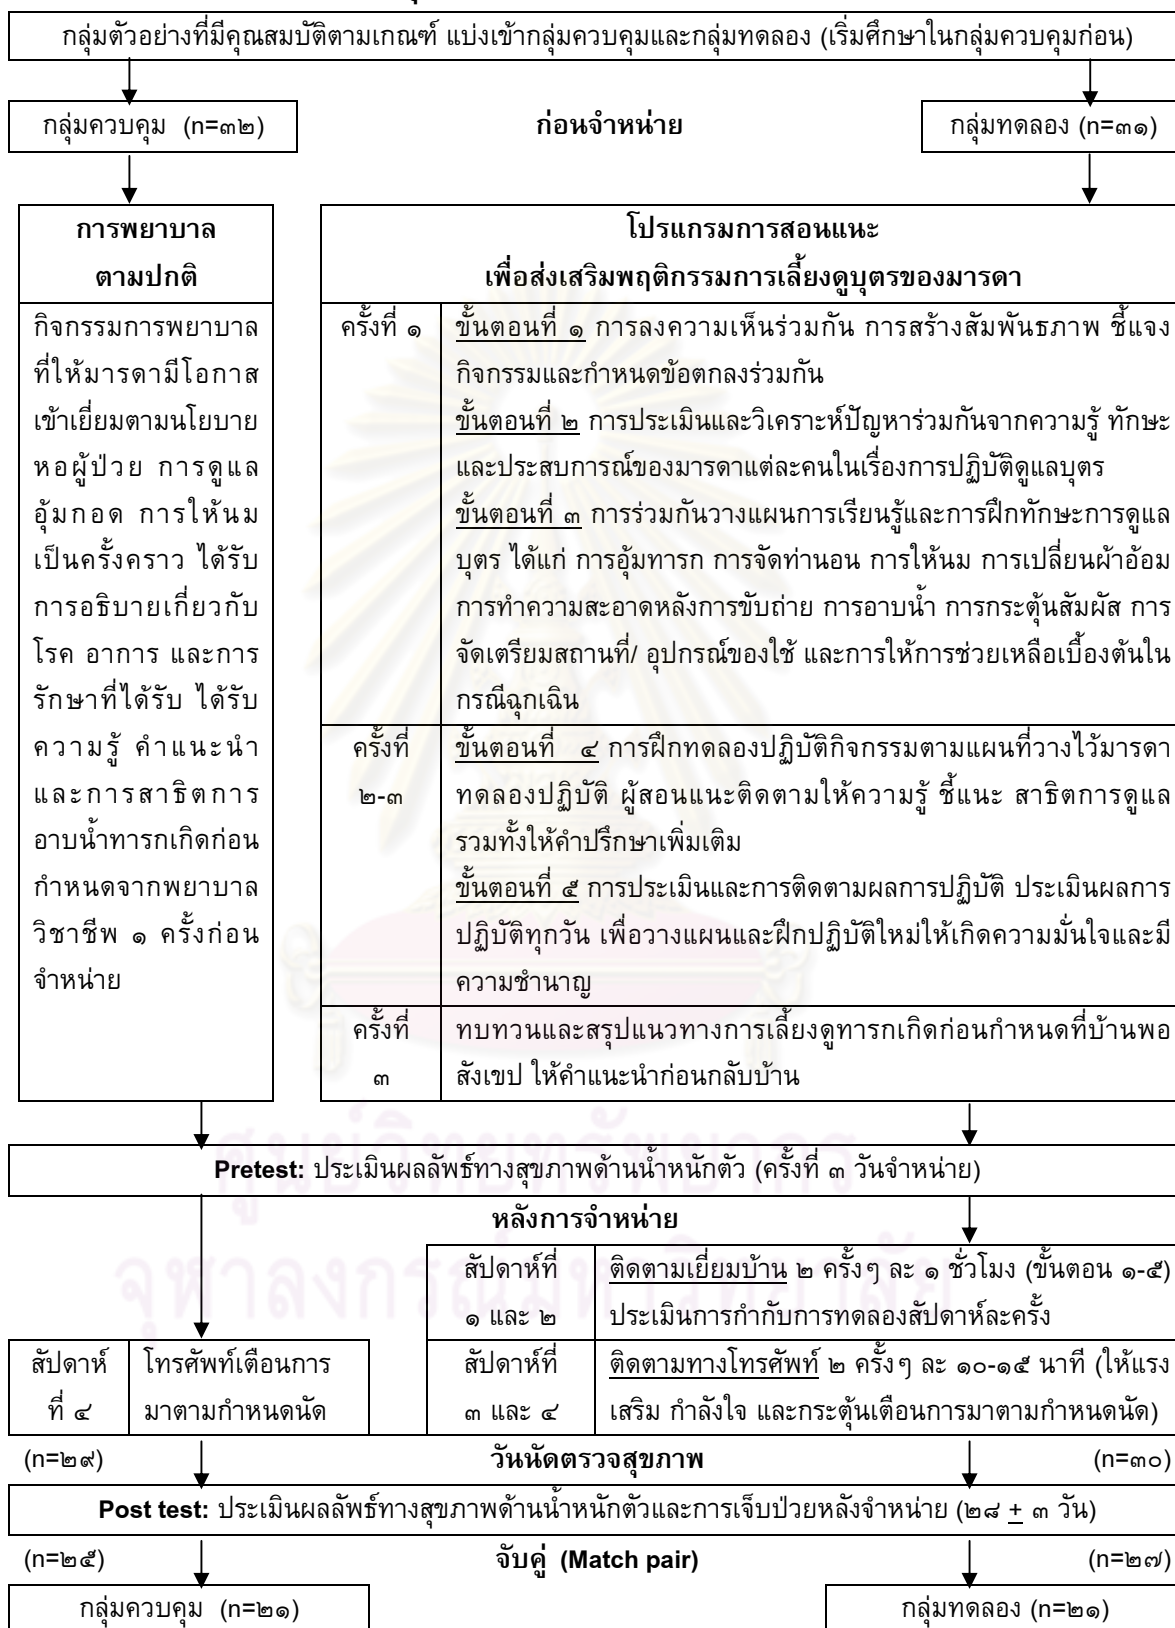 กลุ่มตัวอย่างที่มีคุณสมบัติตามเกณฑ์ แบ่งเข้ากลุ่มควบคุมและกลุ่มทดลอง (เริ่มศึกษาในกลุ่มควบคุมก่อน)
กลุ่มควบคุม (n=๓๒)
ก่อนจำหน่าย
กลุ่มทดลอง (n=๓๑)
การพยาบาล
ตามปกติ
กิจกรรมการพยาบาล
ที่ให้มารดามีโอกาส
เข้าเยี่ยมตามนโยบาย
หอผู้ป่วย การดูแล
อุ้มกอด การให้นม
เป็นครั้งคราว ได้รับ
การอธิบายเกี่ยวกับ
โรค อาการ และการ
รักษาที่ได้รับ ได้รับ
ความรู้ คำแนะนำ
และการสาธิตการ
อาบน้ำทารกเกิดก่อน
กำหนดจากพยาบาล
วิชาชีพ ๑ ครั้งก่อน
จำหน่าย
โปรแกรมการสอนแนะ
เพื่อส่งเสริมพฤติกรรมการเลี้ยงดูบุตรของมารดา
ครั้งที่ ๑
ขั้นตอนที่ ๑ การลงความเห็นร่วมกัน การสร้างสัมพันธภาพ ชี้แจง
กิจกรรมและกำหนดข้อตกลงร่วมกัน
ขั้นตอนที่ ๒ การประเมินและวิเคราะห์ปัญหาร่วมกันจากความรู้ ทักษะ
และประสบการณ์ของมารดาแต่ละคนในเรื่องการปฏิบัติดูแลบุตร
ขั้นตอนที่ ๓ การร่วมกันวางแผนการเรียนรู้และการฝึกทักษะการดูแล
บุตร ได้แก่ การอุ้มทารก การจัดท่านอน การให้นม การเปลี่ยนผ้าอ้อม
การทำความสะอาดหลังการขับถ่าย การอาบน้ำ การกระตุ้นสัมผัส การ
จัดเตรียมสถานที่/ อุปกรณ์ของใช้ และการให้การช่วยเหลือเบื้องต้นใน
กรณีฉุกเฉิน
ครั้งที่
๒-๓
ขั้นตอนที่ ๔ การฝึกทดลองปฏิบัติกิจกรรมตามแผนที่วางไว้มารดา
ทดลองปฏิบัติ ผู้สอนแนะติดตามให้ความรู้ ชี้แนะ สาธิตการดูแล
รวมทั้งให้คำปรึกษาเพิ่มเติม
ขั้นตอนที่ ๕ การประเมินและการติดตามผลการปฏิบัติ ประเมินผลการ
ปฏิบัติทุกวัน เพื่อวางแผนและฝึกปฏิบัติใหม่ให้เกิดความมั่นใจและมี
ความชำนาญ
ครั้งที่
๓
ทบทวนและสรุปแนวทางการเลี้ยงดูทารกเกิดก่อนกำหนดที่บ้านพอ
สังเขป ให้คำแนะนำก่อนกลับบ้าน
ศูนย์วิทยทรัพยากร
Pretest: ประเมินผลลัพธ์ทางสุขภาพด้านน้ำหนักตัว (ครั้งที่ ๓ วันจำหน่าย)
หลังการจำหน่าย
จุฬาลงกรณ์มหาวิทยาลัย
สัปดาห์ที่
๑ และ ๒
ติดตามเยี่ยมบ้าน ๒ ครั้งๆ ละ ๑ ชั่วโมง (ขั้นตอน ๑-๕)
ประเมินการกำกับการทดลองสัปดาห์ละครั้ง
สัปดาห์
ที่ ๔
โทรศัพท์เตือนการ
มาตามกำหนดนัด
สัปดาห์ที่
๓ และ ๔
ติดตามทางโทรศัพท์ ๒ ครั้งๆ ละ ๑๐-๑๕ นาที (ให้แรง
เสริม กำลังใจ และกระตุ้นเตือนการมาตามกำหนดนัด)
(n=๒๙)
วันนัดตรวจสุขภาพ
(n=๓๐)
Post test: ประเมินผลลัพธ์ทางสุขภาพด้านน้ำหนักตัวและการเจ็บป่วยหลังจำหน่าย (๒๘ ± ๓ วัน)
(n=๒๕)
จับคู่ (Match pair)
(n=๒๗)
กลุ่มควบคุม (n=๒๑)
กลุ่มทดลอง (n=๒๑)